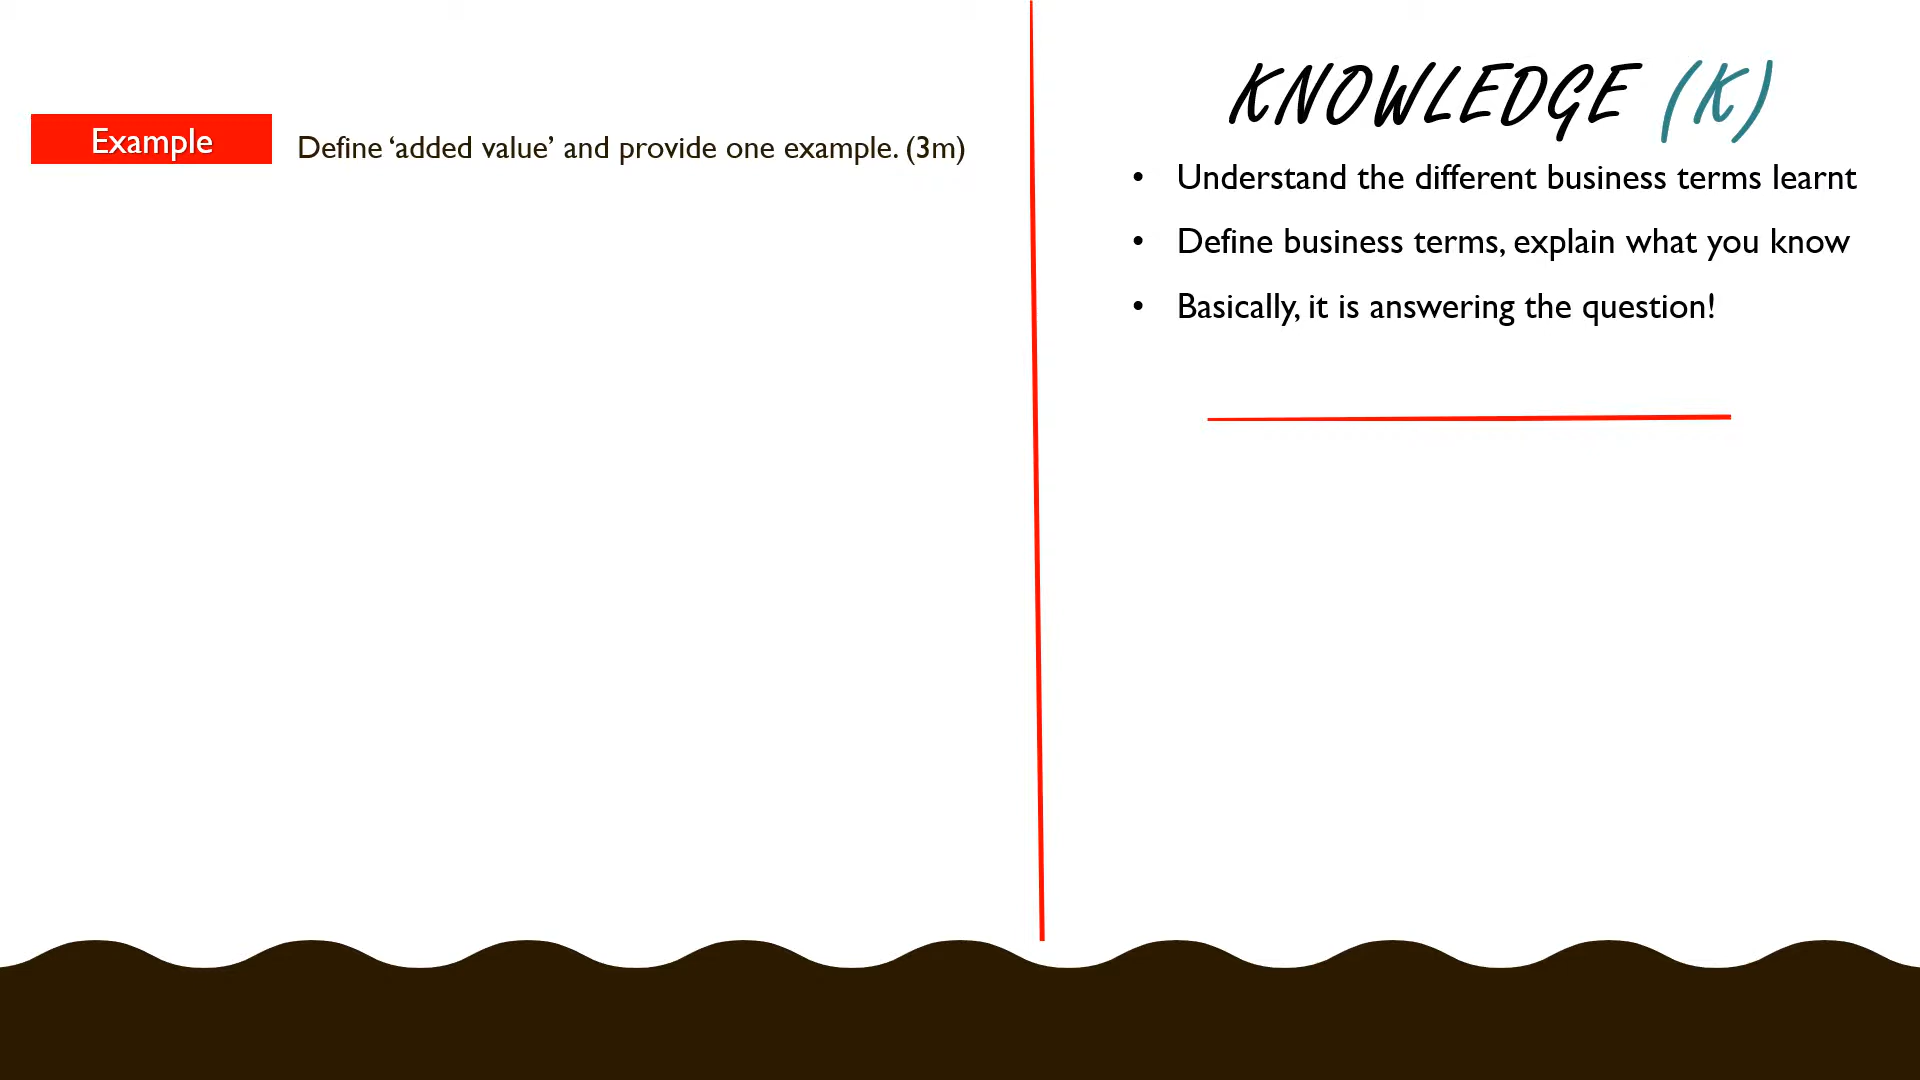 Example
Define ‘added value’ and provide one example. (3m)
KNOWLEDGE (K)
• Understand the different business terms learnt
• Define business terms, explain what you know
• Basically, it is answering the question!